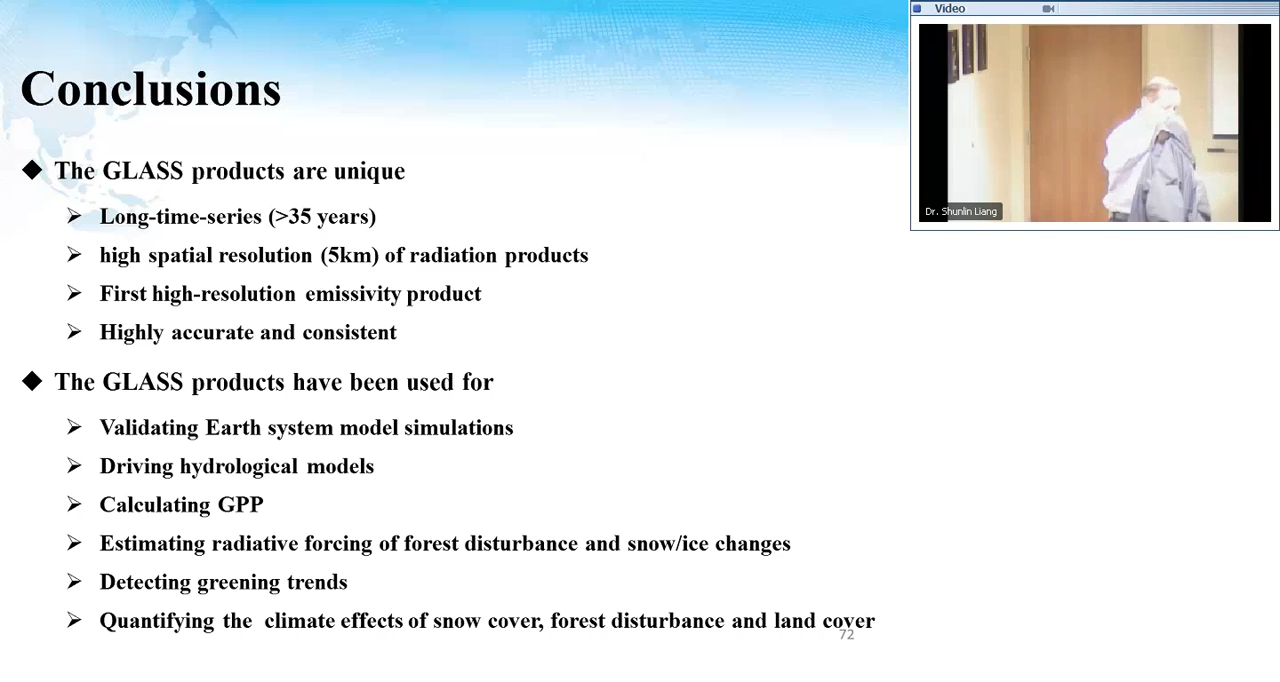 Conclusions
The GLASS products are unique
Long-time-series (>35 years)
high spatial resolution (5km) of radiation products
First high-resolution emissivity product
Highly accurate and consistent
The GLASS products have been used for
Validating Earth system model simulations
Driving hydrological models
Calculating GPP
Estimating radiative forcing of forest disturbance and snow/ice changes
Detecting greening trends
Quantifying the climate effects of snow cover, forest disturbance and land cover
72
Video
Dr. Shunlin Liang